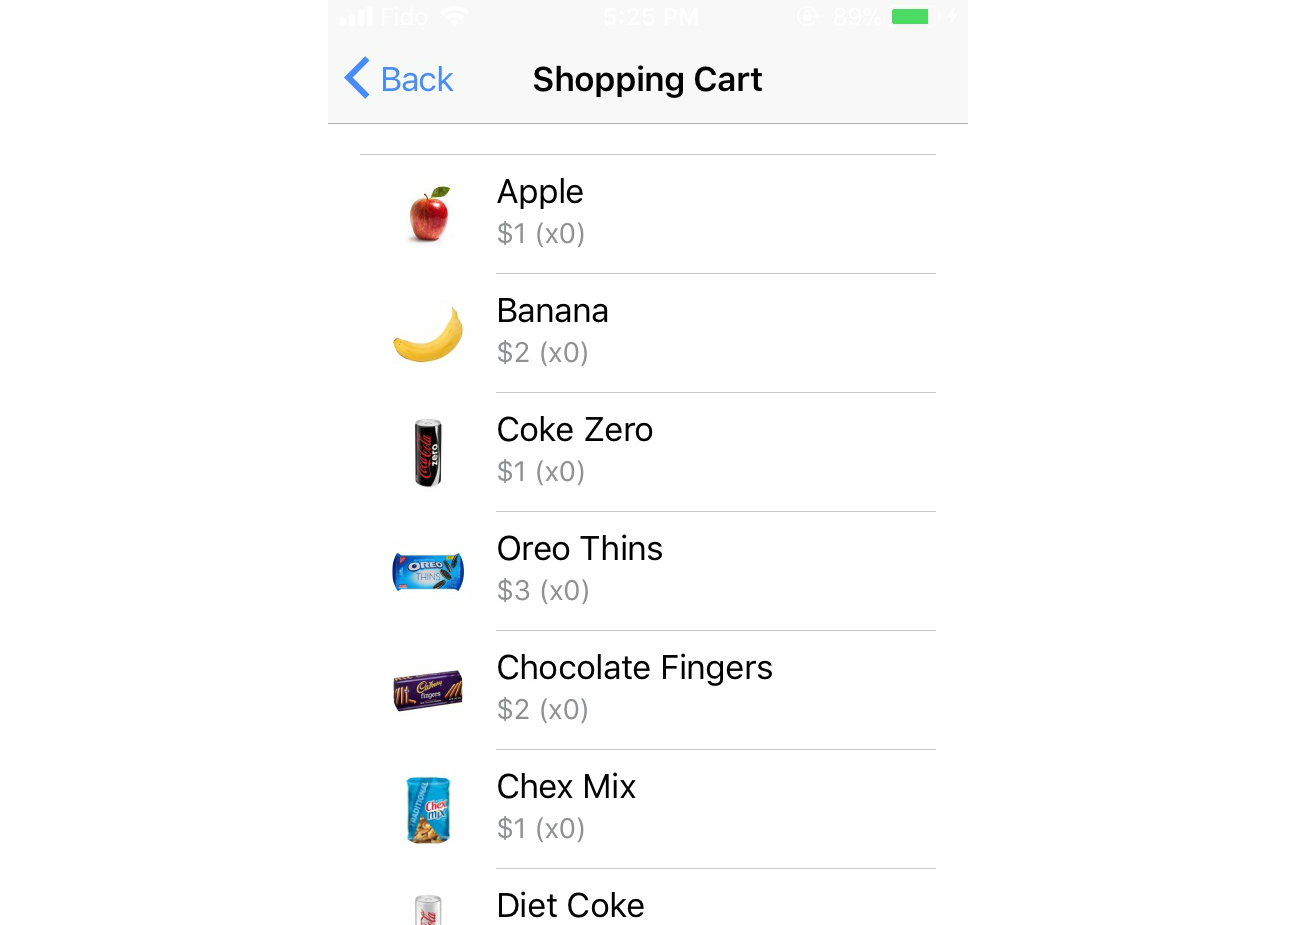 Fido 5:25 PM 89%
Back Shopping Cart
Apple
$1 (x0)
Banana
$2 (x0)
Coca-Cola
zero
Coke Zero
$1 (x0)
OREO
THINS
Oreo Thins
$3 (x0)
Cadbury
fingers
Chocolate Fingers
$2 (x0)
TRADITIONAL
Chex
mix
Chex Mix
$1 (x0)
Diet Coke